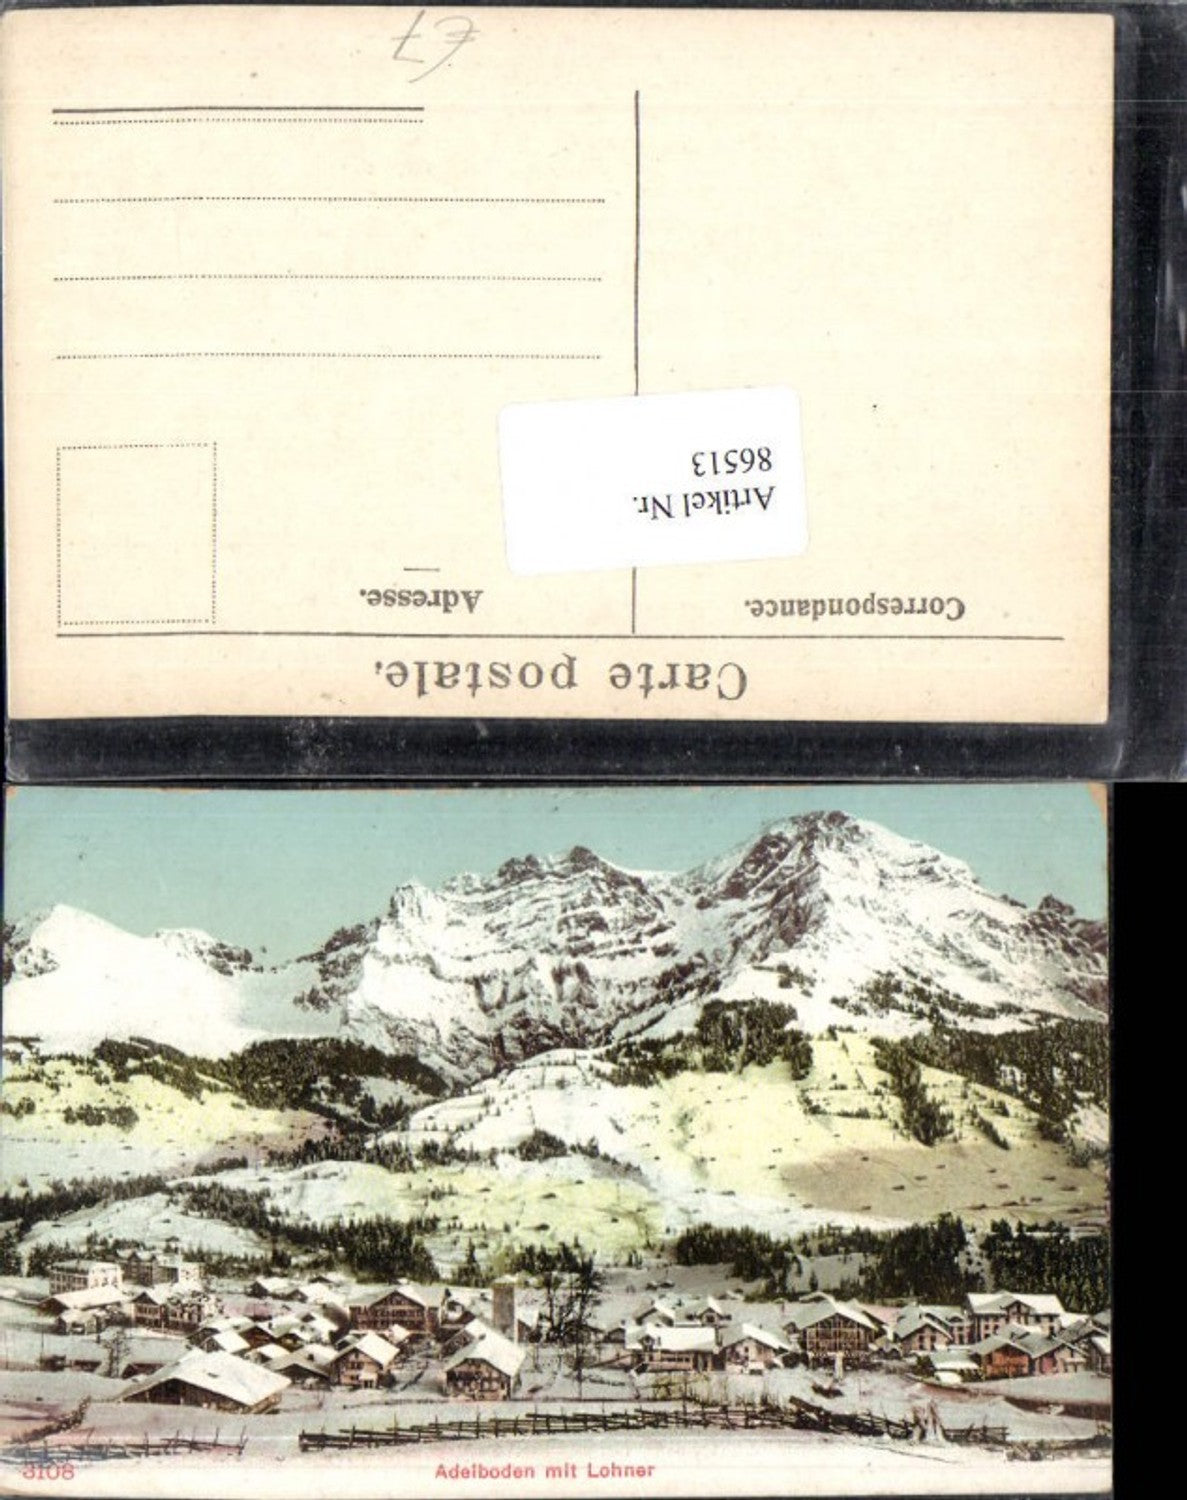 Carte postale.
Correspondance.
Adresse.
Artikel Nr.
86513
3108
Adelboden mit Lohner